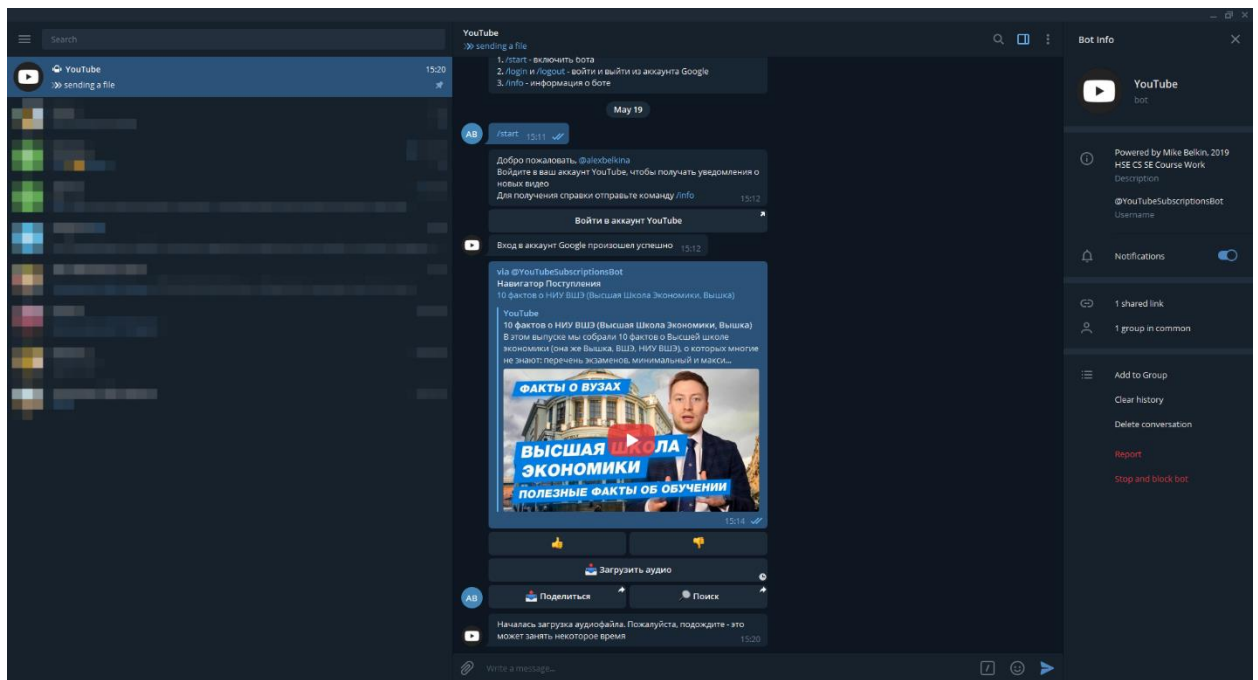 Search
YouTube
15:20
sending a file
YouTube
sending a file
1. /start - включить бота
2. /login и /logout - войти и выйти из аккаунта Google
3. /info - информация о боте
May 19
AB
/start 15:11
Добро пожаловать, @alexbelkina
Войдите в ваш аккаунт YouTube, чтобы получать уведомления о
новых видео
Для получения справки отправьте команду /info 15:12
Войти в аккаунт YouTube
Вход в аккаунт Google произошел успешно 15:12
via @YouTubeSubscriptionsBot
Навигатор Поступления
10 фактов о НИУ ВШЭ (Высшая Школа Экономики, Вышка)
YouTube
10 фактов о НИУ ВШЭ (Высшая Школа Экономики, Вышка)
В этом выпуске мы собрали 10 фактов о Высшей школе
экономики (она же Вышка, ВШЭ, НИУ ВШЭ), о которых многие
не знают: перечень экзаменов, минимальный и макси...
ФАКТЫ О ВУЗАХ
ВЫСШАЯ ШКОЛА
ЭКОНОМИКИ
ПОЛЕЗНЫЕ ФАКТЫ ОБ ОБУЧЕНИИ
15:14
Загрузить аудио
AB
Поделиться
Поиск
Началась загрузка аудиофайла. Пожалуйста, подождите - это
может занять некоторое время 15:20
Write a message...
Bot Info
YouTube
bot
Powered by Mike Belkin, 2019
HSE CS SE Course Work
Description
@YouTubeSubscriptionsBot
Username
Notifications
1 shared link
1 group in common
Add to Group
Clear history
Delete conversation
Report
Stop and block bot